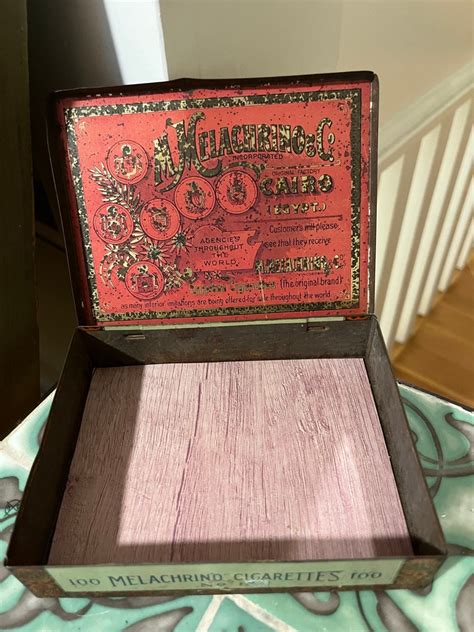 M. MELACHRINO & Co.
INCORPORATED
ORIGINAL FACTORY
CAIRO
(EGYPT.)
AGENCIES
THROUGHOUT
THE
WORLD
Customers will please
see that they receive
M. MELACHRINO & Co.
(the original brand)
as many inferior imitations are being offered for sale throughout the world
100 MELACHRINO CIGARETTES 100